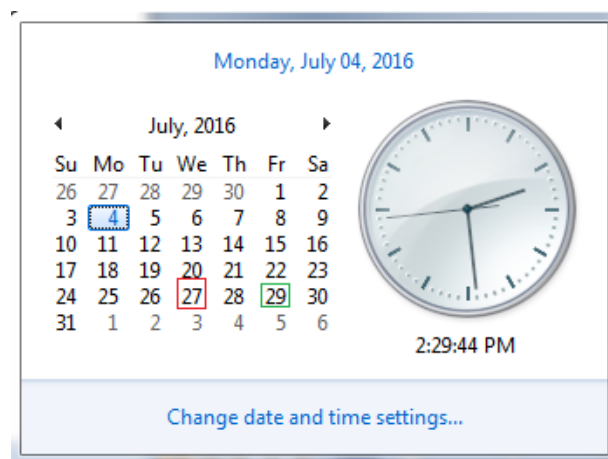 Monday, July 04, 2016
July, 2016
Su Mo Tu We Th Fr Sa
26 27 28 29 30 1 2
3 4 5 6 7 8 9
10 11 12 13 14 15 16
17 18 19 20 21 22 23
24 25 26 27 28 29 30
31 1 2 3 4 5 6
2:29:44 PM
Change date and time settings...